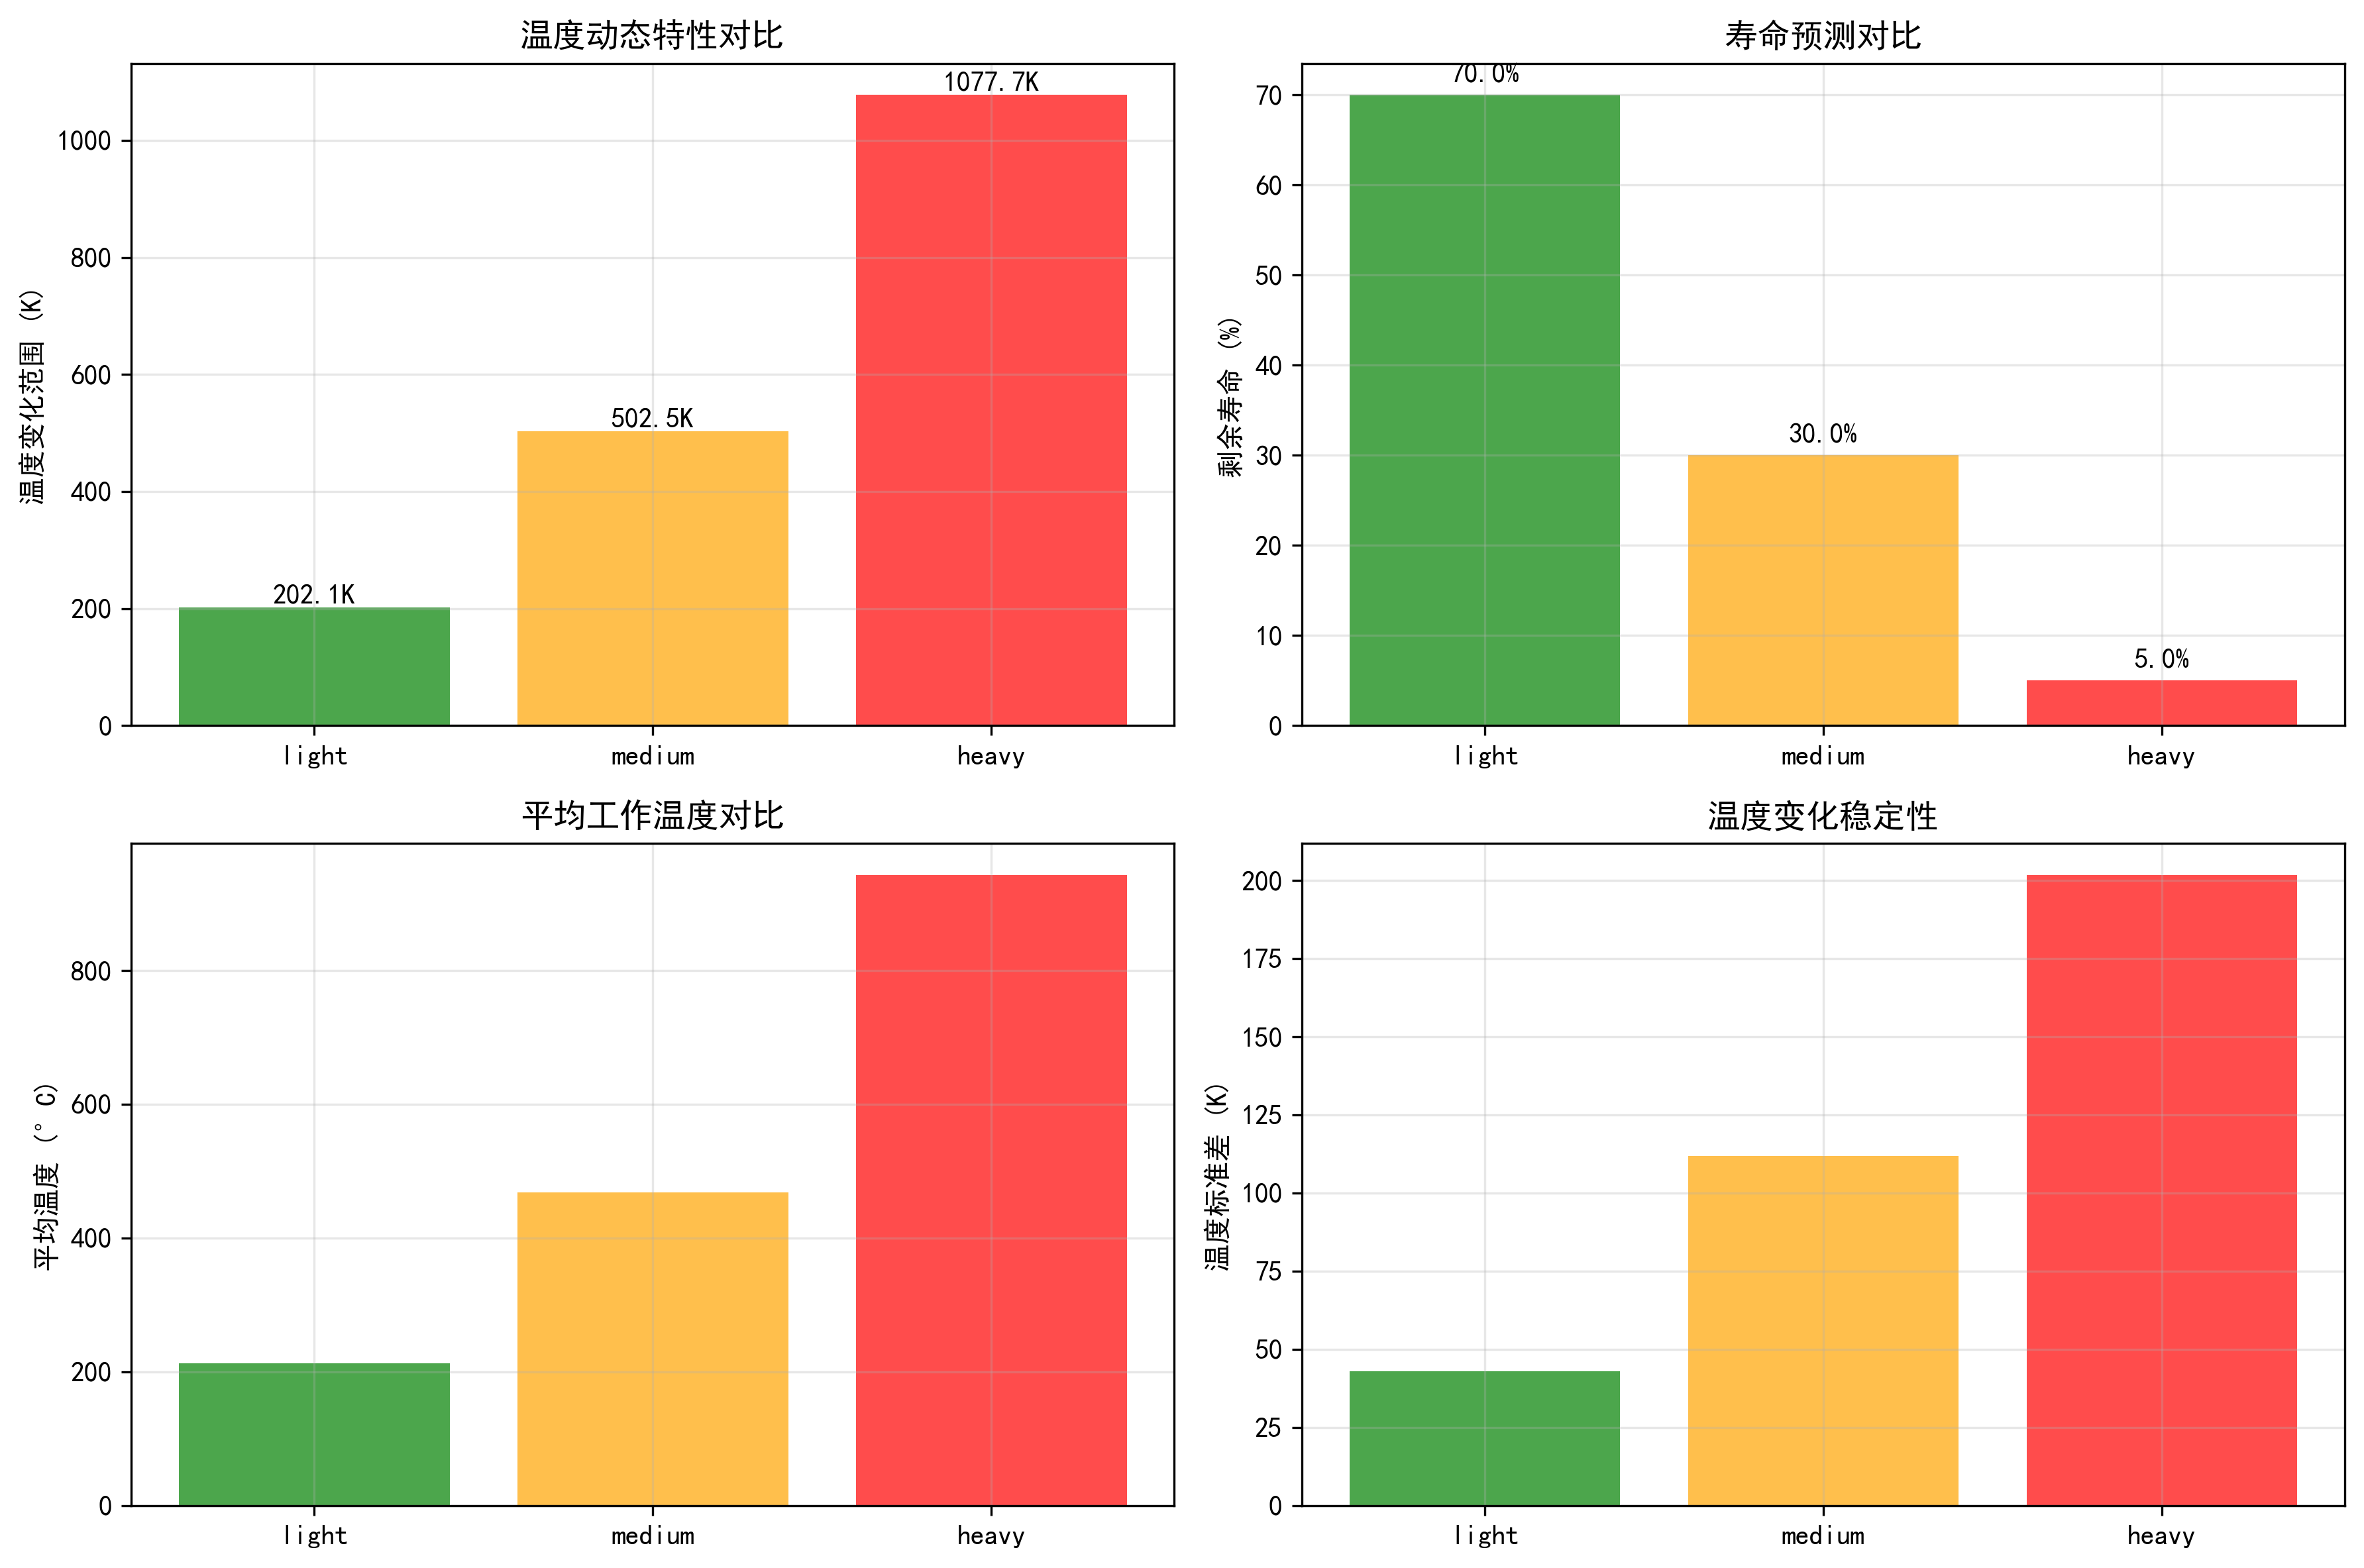 温度动态特性对比
温度变化范围 (K)
1000
800
600
400
200
0
202.1K
502.5K
1077.7K
light
medium
heavy
寿命预测对比
剩余寿命 (%)
70
60
50
40
30
20
10
0
70.0%
30.0%
5.0%
light
medium
heavy
平均工作温度对比
平均温度 (°C)
800
600
400
200
0
light
medium
heavy
温度变化稳定性
温度标准差 (K)
200
175
150
125
100
75
50
25
0
light
medium
heavy